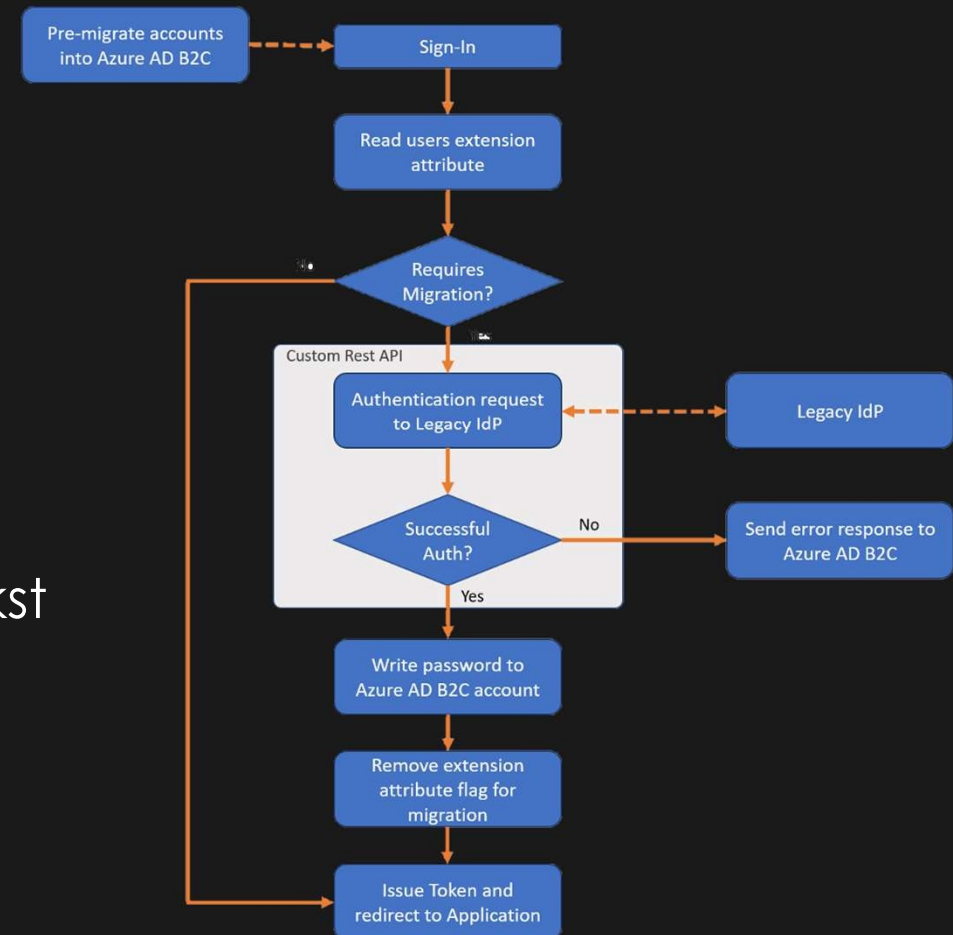 Pre-migrate accounts
into Azure AD B2C
Sign-In
Read users extension
attribute
Requires
Migration?
Custom Rest API
Authentication request
to Legacy IdP
Legacy IdP
Successful
Auth?
No
Send error response to
Azure AD B2C
Yes
kst
Write password to
Azure AD B2C account
Remove extension
attribute flag for
migration
Issue Token and
redirect to Application